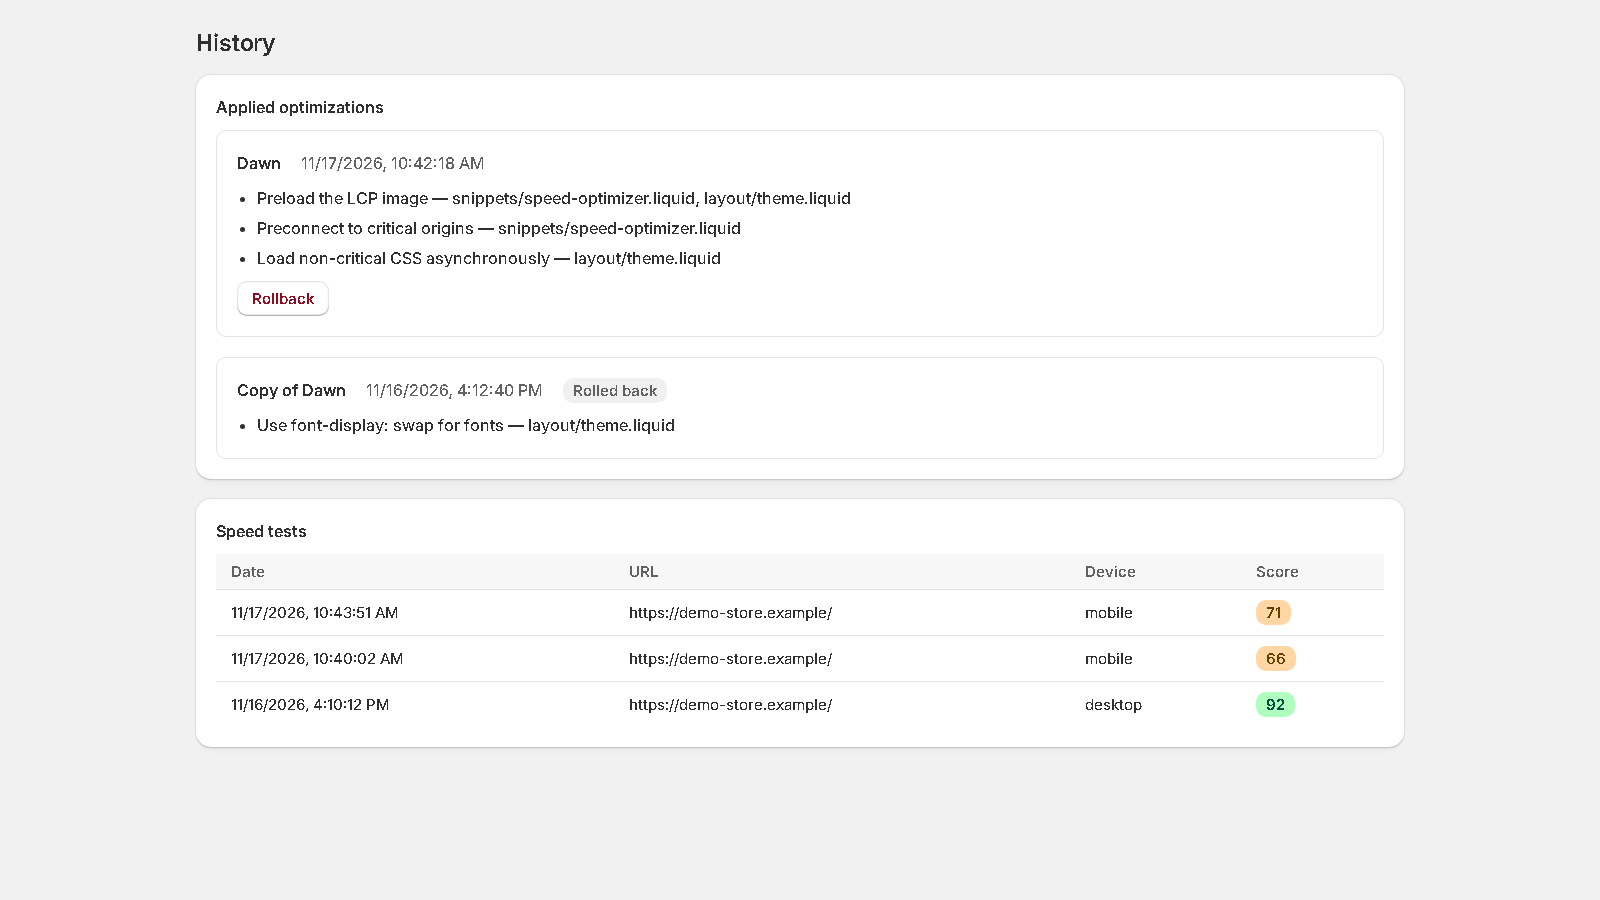 History
Applied optimizations
Dawn 11/17/2026, 10:42:18 AM
• Preload the LCP image — snippets/speed-optimizer.liquid, layout/theme.liquid
• Preconnect to critical origins — snippets/speed-optimizer.liquid
• Load non-critical CSS asynchronously — layout/theme.liquid
Rollback
Copy of Dawn 11/16/2026, 4:12:40 PM Rolled back
• Use font-display: swap for fonts — layout/theme.liquid
Speed tests
Date URL Device Score
11/17/2026, 10:43:51 AM https://demo-store.example/ mobile 71
11/17/2026, 10:40:02 AM https://demo-store.example/ mobile 66
11/16/2026, 4:10:12 PM https://demo-store.example/ desktop 92